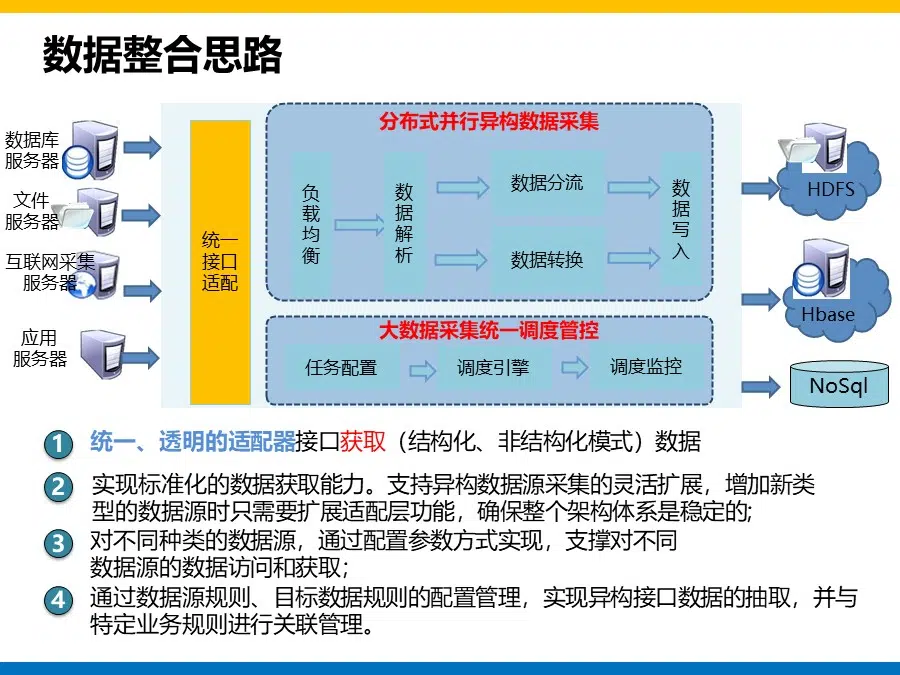 数据整合思路
数据库
服务器
文件
服务器
互联网采集
服务器
应用
服务器
统一
接口
适配
分布式并行异构数据采集
负载均衡
数据解析
数据分流
数据转换
数据写入
大数据采集统一调度管控
任务配置
调度引擎
调度监控
HDFS
Hbase
NoSql
1 统一、透明的适配器接口获取（结构化、非结构化模式）数据
2 实现标准化的数据获取能力。支持异构数据源采集的灵活扩展，增加新类
型的数据源时只需要扩展适配层功能，确保整个架构体系是稳定的;
3 对不同种类的数据源，通过配置参数方式实现，支撑对不同
数据源的数据访问和获取；
4 通过数据源规则、目标数据规则的配置管理，实现异构接口数据的抽取，并与
特定业务规则进行关联管理。